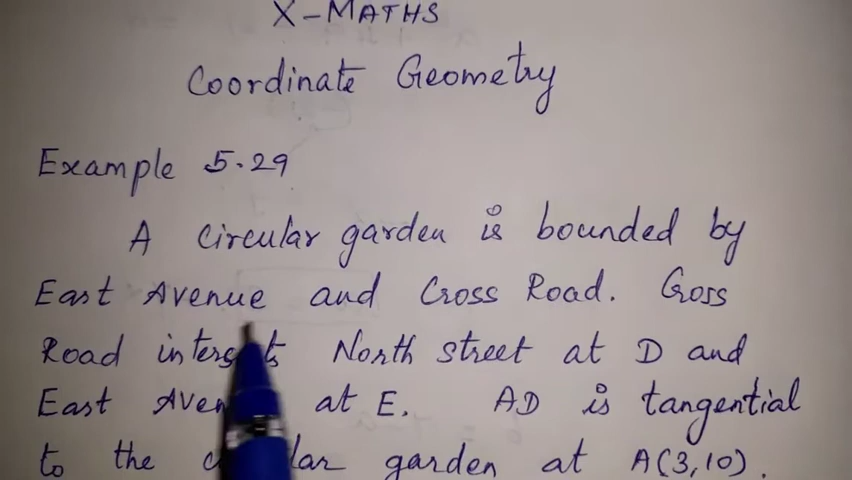 X-MATHS
Coordinate Geometry
Example 5.29
A circular garden is bounded by
East Avenue and Cross Road. Cross
Road North street at D and
East at E. AD is tangential
to the garden at A(3,10).